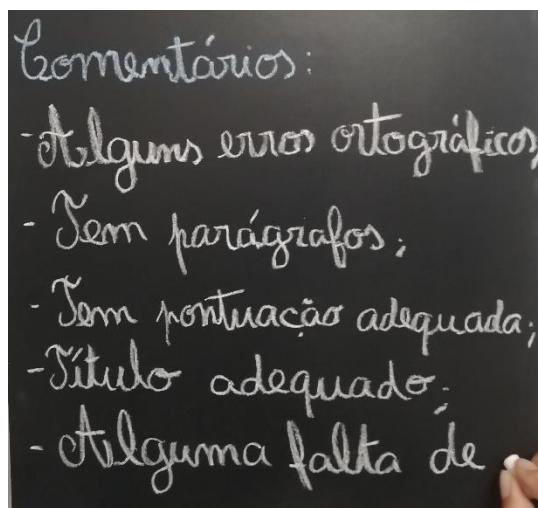 Comentários:
- Alguns erros ortográficos;
- Tem parágrafos;
- Tem pontuação adequada;
- Título adequado;
- Alguma falta de